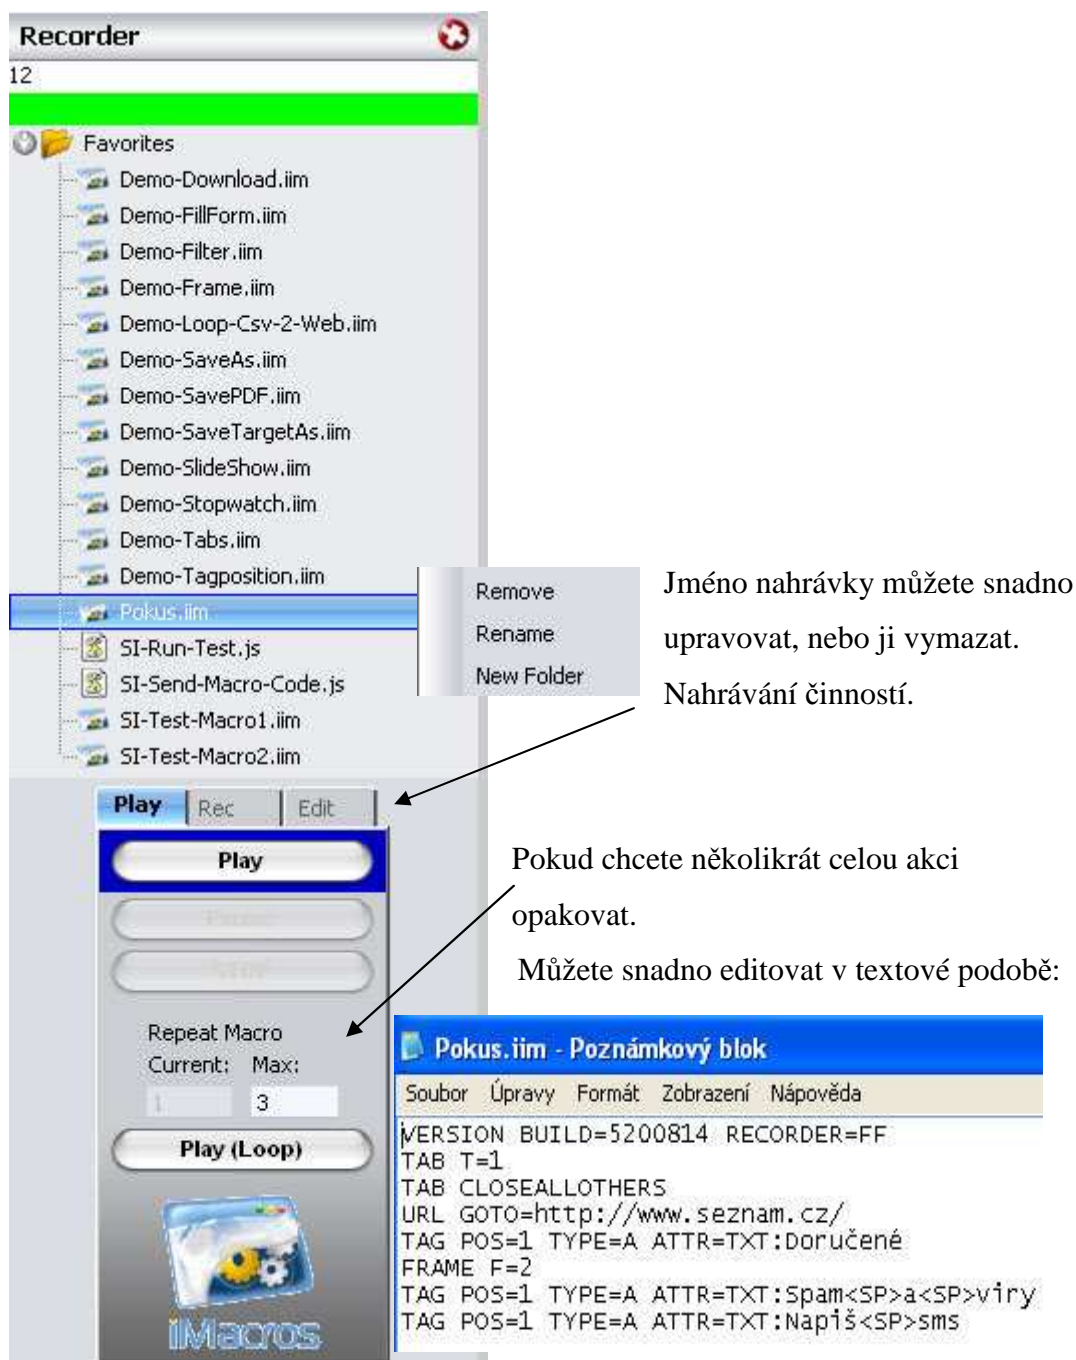 Recorder
12
Favorites
Demo-Download.iim
Demo-FillForm.iim
Demo-Filter.iim
Demo-Frame.iim
Demo-Loop-Csv-2-Web.iim
Demo-SaveAs.iim
Demo-SavePDF.iim
Demo-SaveTargetAs.iim
Demo-SlideShow.iim
Demo-Stopwatch.iim
Demo-Tabs.iim
Demo-Tagposition.iim
Pokus.iim
SI-Run-Test.js
SI-Send-Macro-Code.js
SI-Test-Macro1.iim
SI-Test-Macro2.iim
Remove
Rename
New Folder
Jméno nahrávky můžete snadno
upravovat, nebo ji vymazat.
Nahrávání činností.
Play Rec Edit
Play
Pokud chcete několikrát celou akci
opakovat.
Můžete snadno editovat v textové podobě:
Repeat Macro
Current: Max:
1 3
Play (Loop)
iMacros
Pokus.iim - Poznámkový blok
Soubor Úpravy Formát Zobrazení Nápověda
VERSION BUILD=5200814 RECORDER=FF
TAB T=1
TAB CLOSEALLOTHERS
URL GOTO=http://www.seznam.cz/
TAG POS=1 TYPE=A ATTR=TXT:Doručené
FRAME F=2
TAG POS=1 TYPE=A ATTR=TXT:Spam<SP>a<SP>viry
TAG POS=1 TYPE=A ATTR=TXT:Napiš<SP>sms